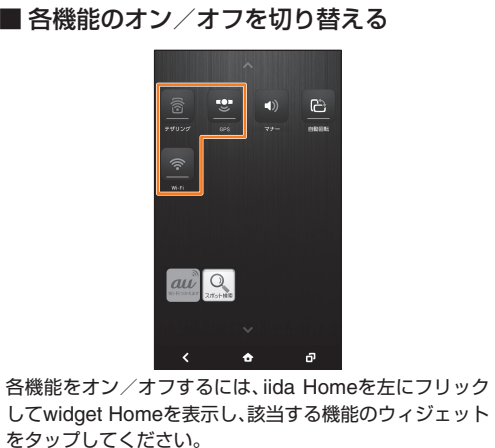 ■ 各機能のオン／オフを切り替える
テザリング
GPS
マナー
自動回転
Wi-Fi
au
スポット検索
各機能をオン／オフするには、iida Homeを左にフリック
してwidget Homeを表示し、該当する機能のウィジェット
をタップしてください。